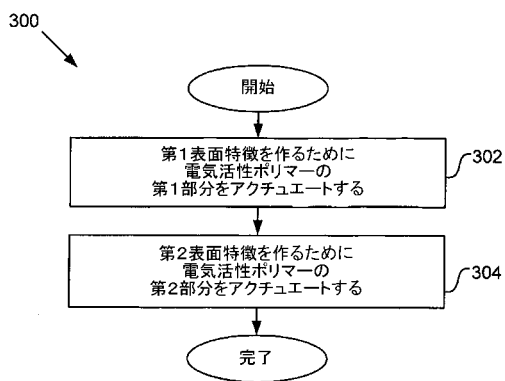 300
開始
第1表面特徴を作るために
電気活性ポリマーの
第1部分をアクチュエートする
302
第2表面特徴を作るために
電気活性ポリマーの
第2部分をアクチュエートする
304
完了